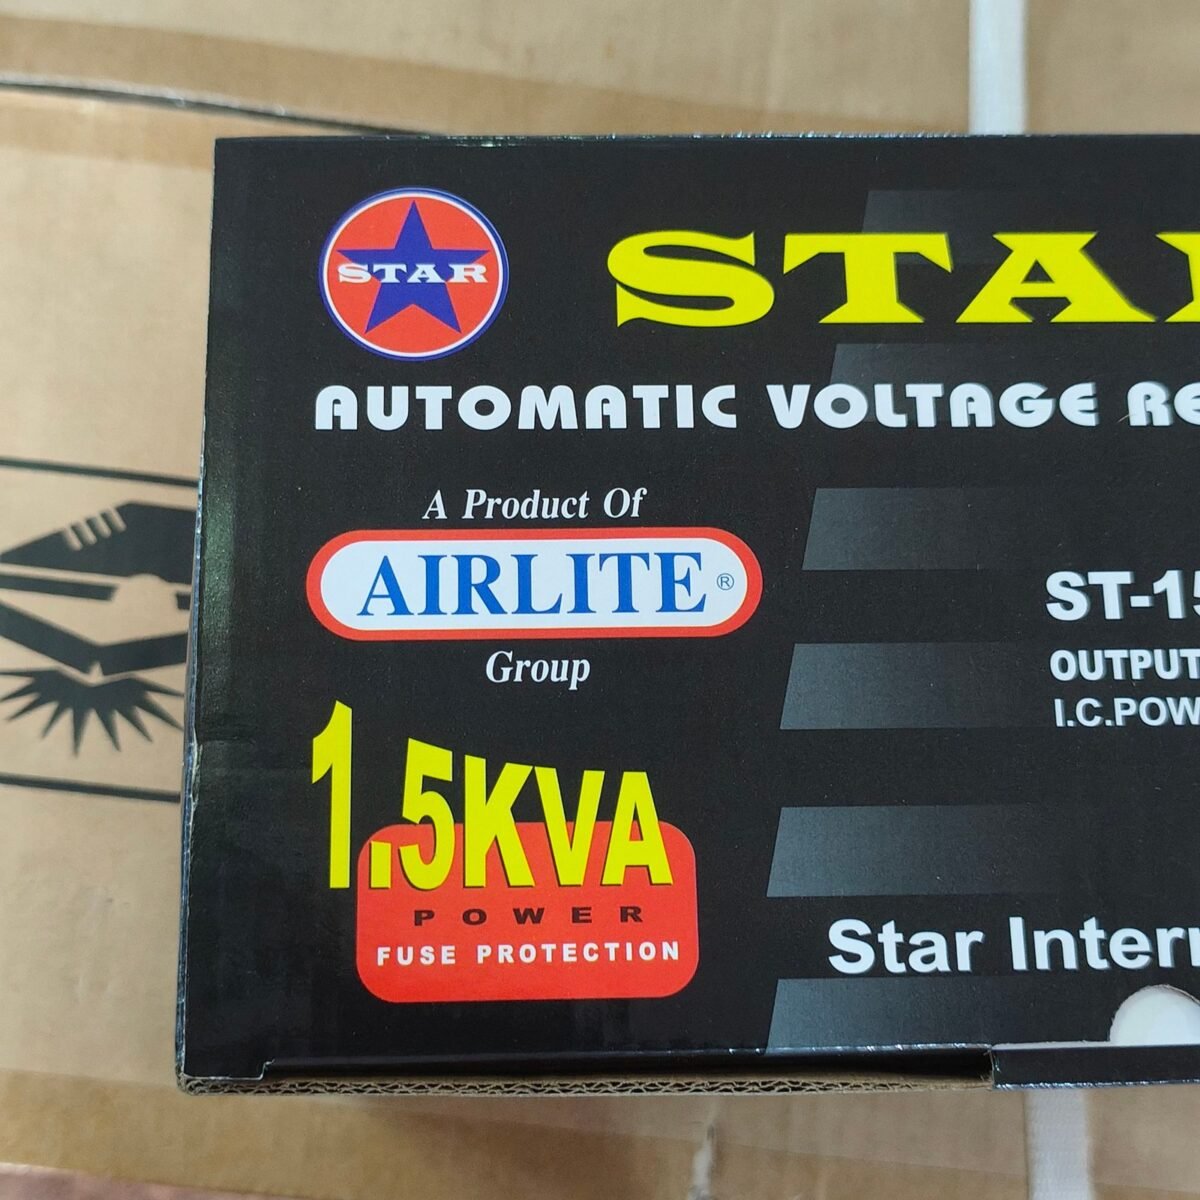 STAR
STAR
AUTOMATIC VOLTAGE RE
A Product Of
AIRLITE ®
Group
ST-15
OUTPUT
I.C.POW
1.5KVA
POWER
FUSE PROTECTION
Star Intern